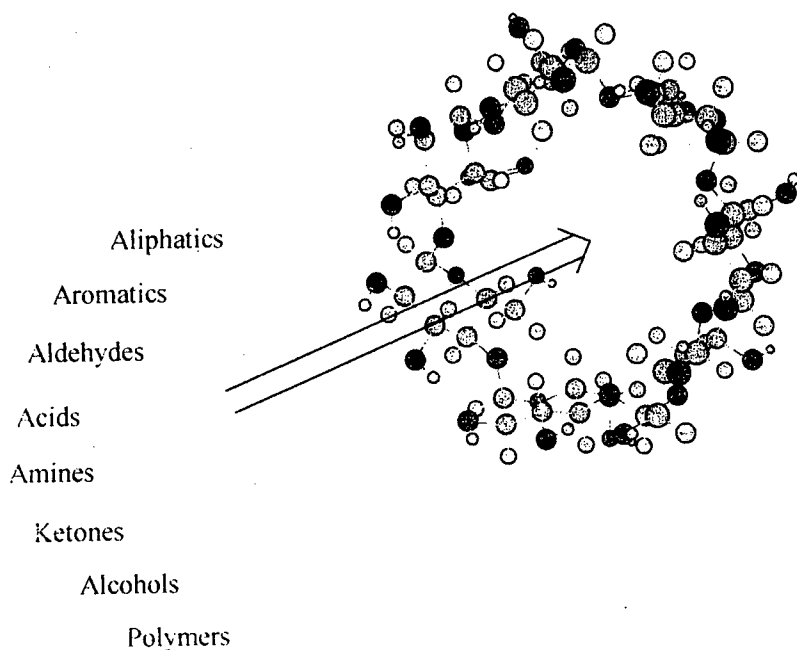 Aliphatics
Aromatics
Aldehydes
Acids
Amines
Ketones
Alcohols
Polymers